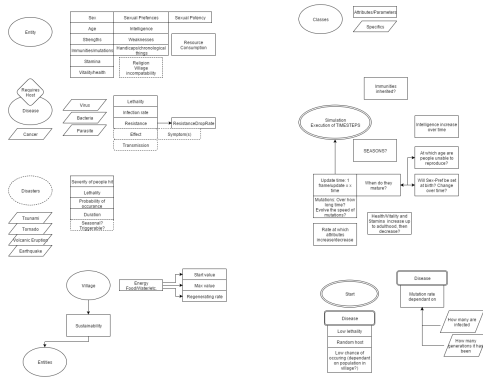 Entity
Sex
Sexual Prefences
Sexual Potency
Age
Intelligence
Strengths
Weaknesses
Resource
Consumption
Immunities/mutations
Handicaps/chronological
things
Stamina
Religion
Village
incompatability
Vitality/health
Classes
Attributes/Parameters
Specifics
Requires
Host
Disease
Virus
Bacteria
Cancer
Parasite
Lethality
Infection rate
Resistance
ResistanceDropRate
Effect
Symptom(s)
Transmission
Immunities
inherited?
Simulation
Execution of TIMESTEPS
Intelligence increase
over time
SEASONS?
At which age are
people unable to
reproduce?
Update time: 1
frame/update = x
time
When do they
mature?
Will Sex-Pref be set
at birth? Change
over time?
Mutations: Over how
long time?
Evolve the speed of
mutations?
Health/Vitality and
Stamina: increase up
to adulthood, then
decrease?
Rate at which
attributes
increase/decrease
Disasters
Tsunami
Tornado
Volcanic Eruption
Earthquake
Severity of people hit
Lethality
Probability of
occurence
Duration
Seasonal?
Triggerable?
Village
Energy
Food/Water/etc.
Start value
Max value
Regenerating rate
Sustainability
Entities
Start
Disease
Low lethality
Random host
Low chance of
occuring (dependant
on population in
village?)
Disease
Mutation rate
dependant on
How many are
infected
How many
generations it has
been